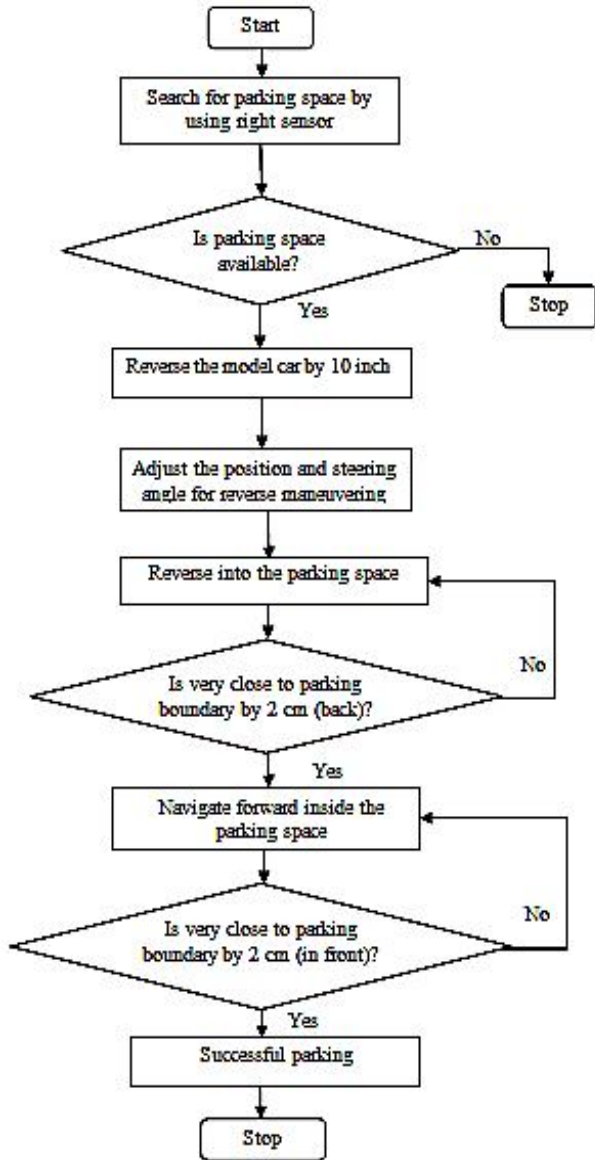 Start
Search for parking space by
using right sensor
Is parking space
available?
No
Stop
Yes
Reverse the model car by 10 inch
Adjust the position and steering
angle for reverse maneuvering
Reverse into the parking space
No
Is very close to parking
boundary by 2 cm (back)?
Yes
Navigate forward inside the
parking space
No
Is very close to parking
boundary by 2 cm (in front)?
Yes
Successful parking
Stop